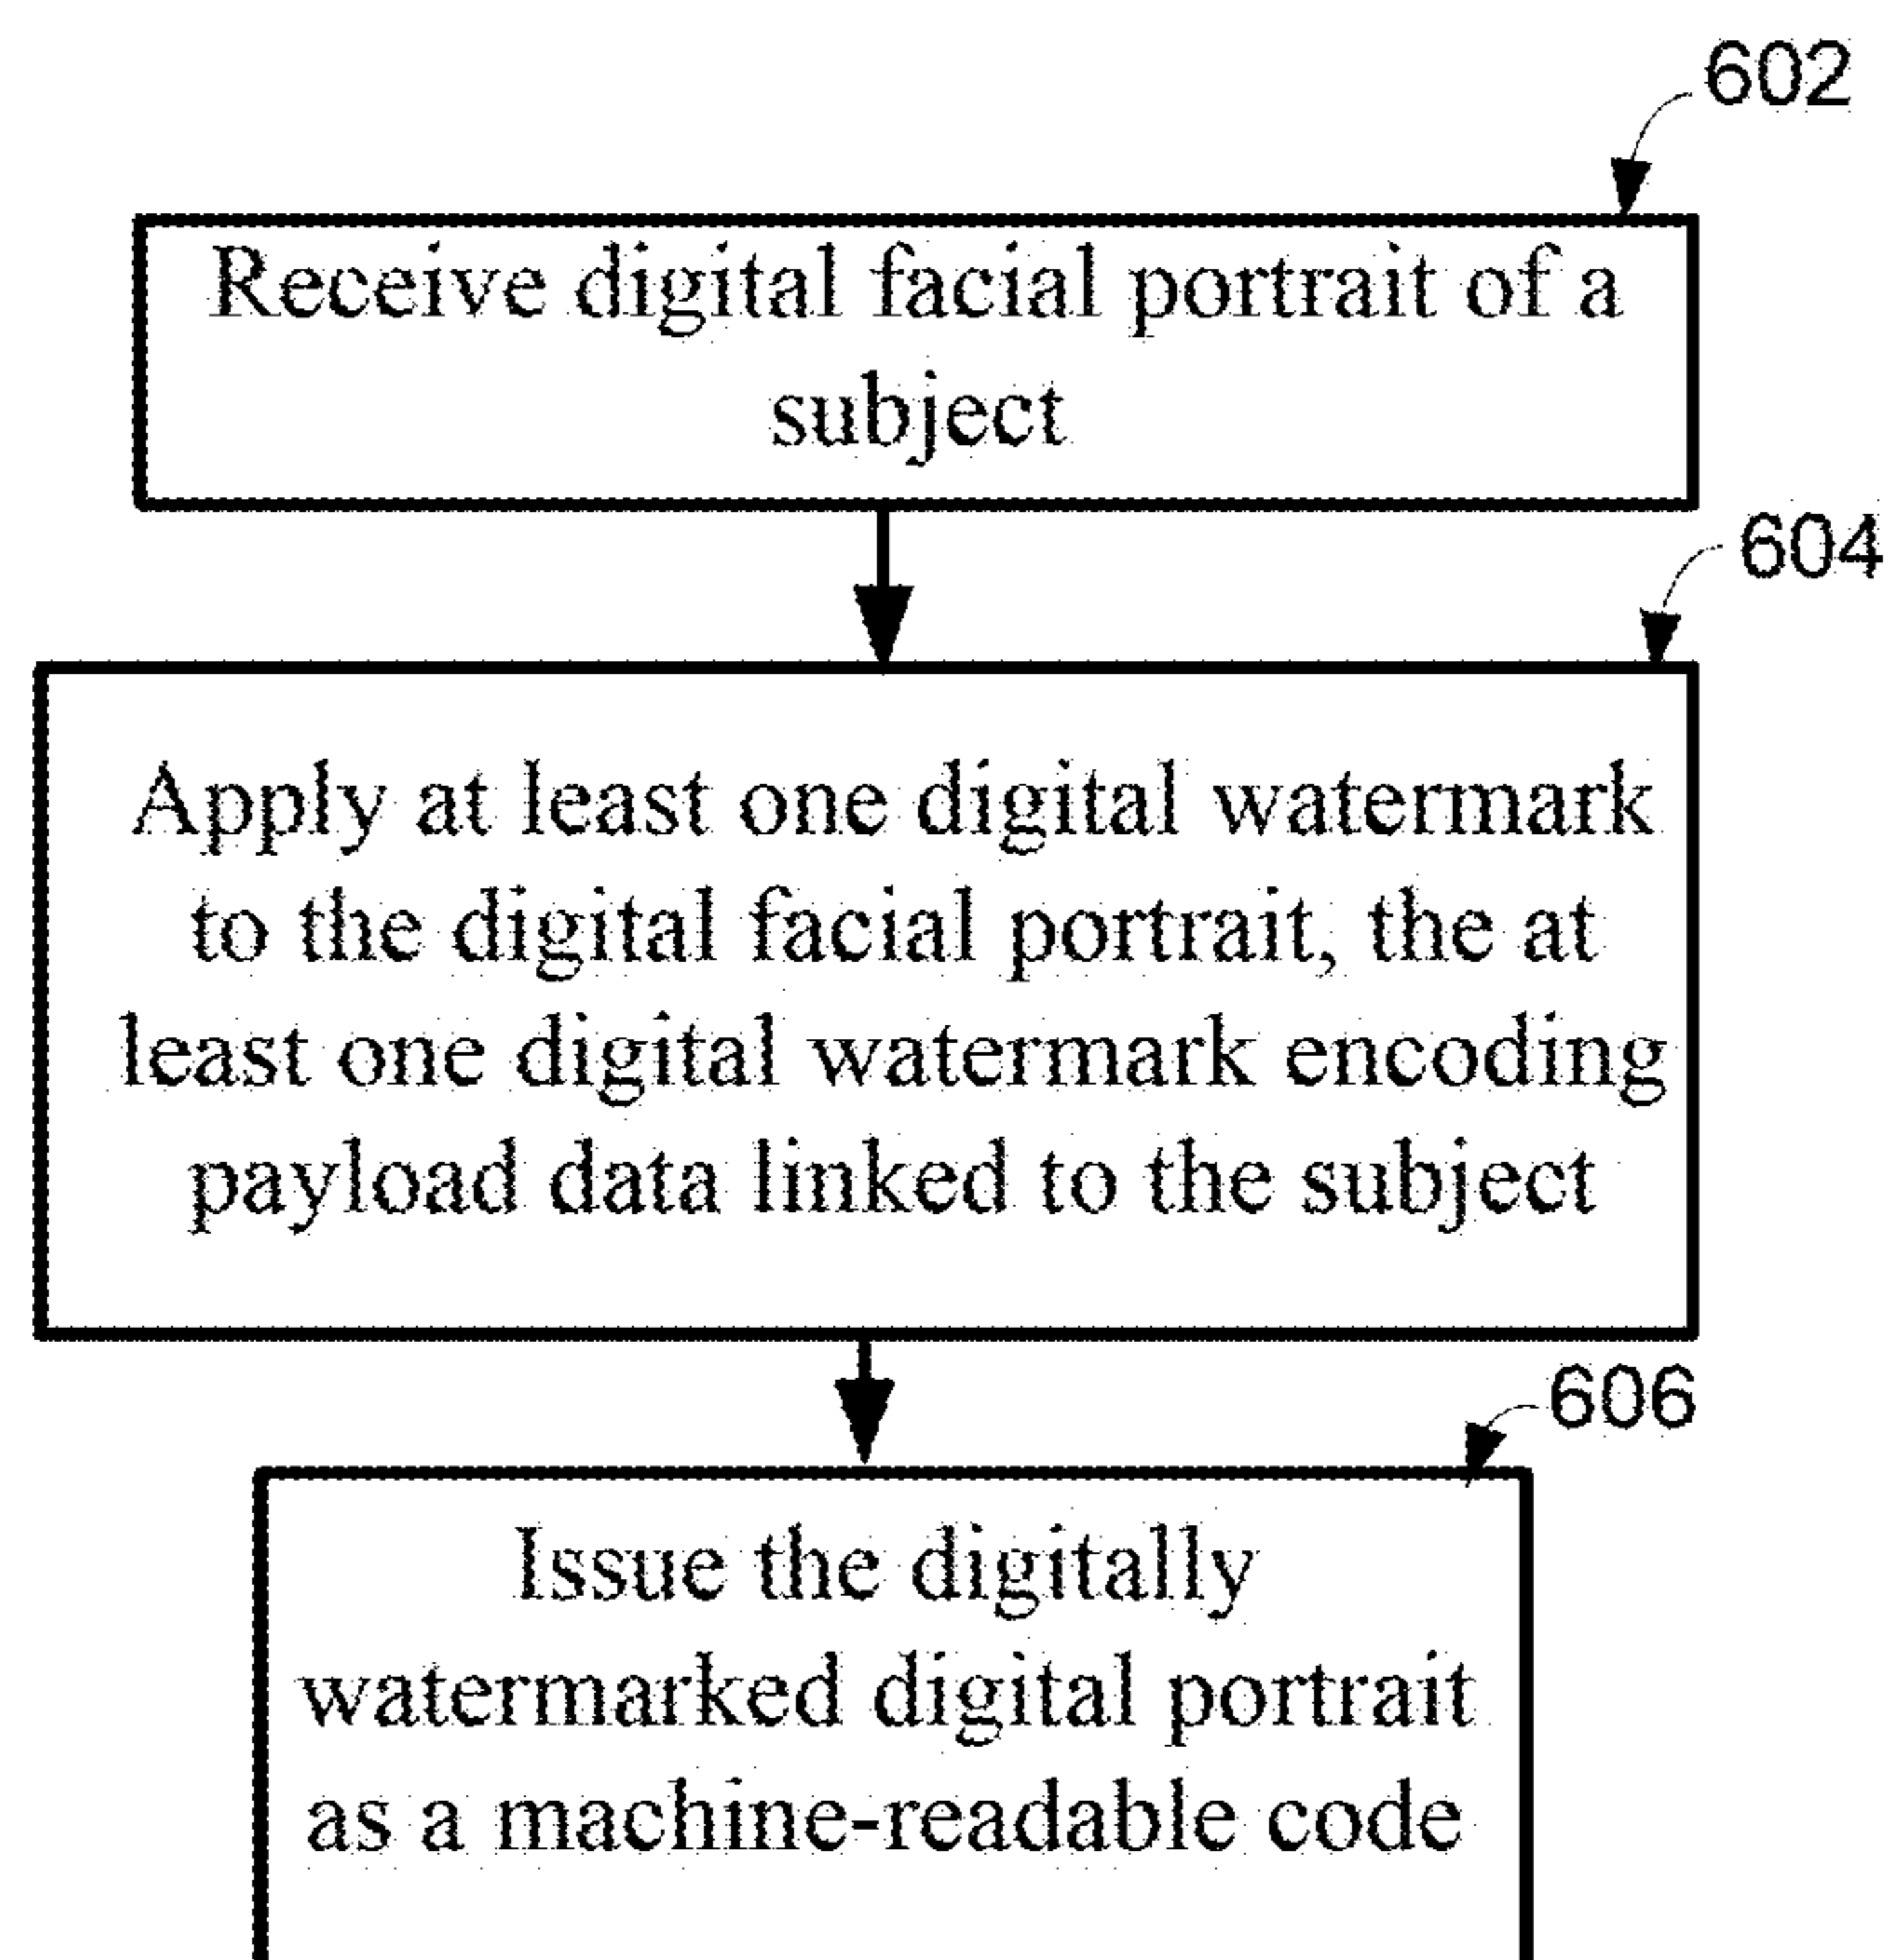 602
Receive digital facial portrait of a
subject
604
Apply at least one digital watermark
to the digital facial portrait, the at
least one digital watermark encoding
payload data linked to the subject
606
Issue the digitally
watermarked digital portrait
as a machine-readable code